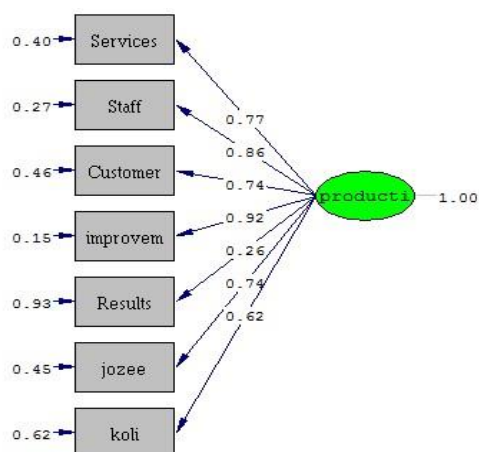 0.40 Services
0.77
0.27 Staff
0.86
0.46 Customer
0.74
producti 1.00
0.92
0.15 improvem
0.26
0.93 Results
0.74
0.62
0.45 jozee
0.62 koli